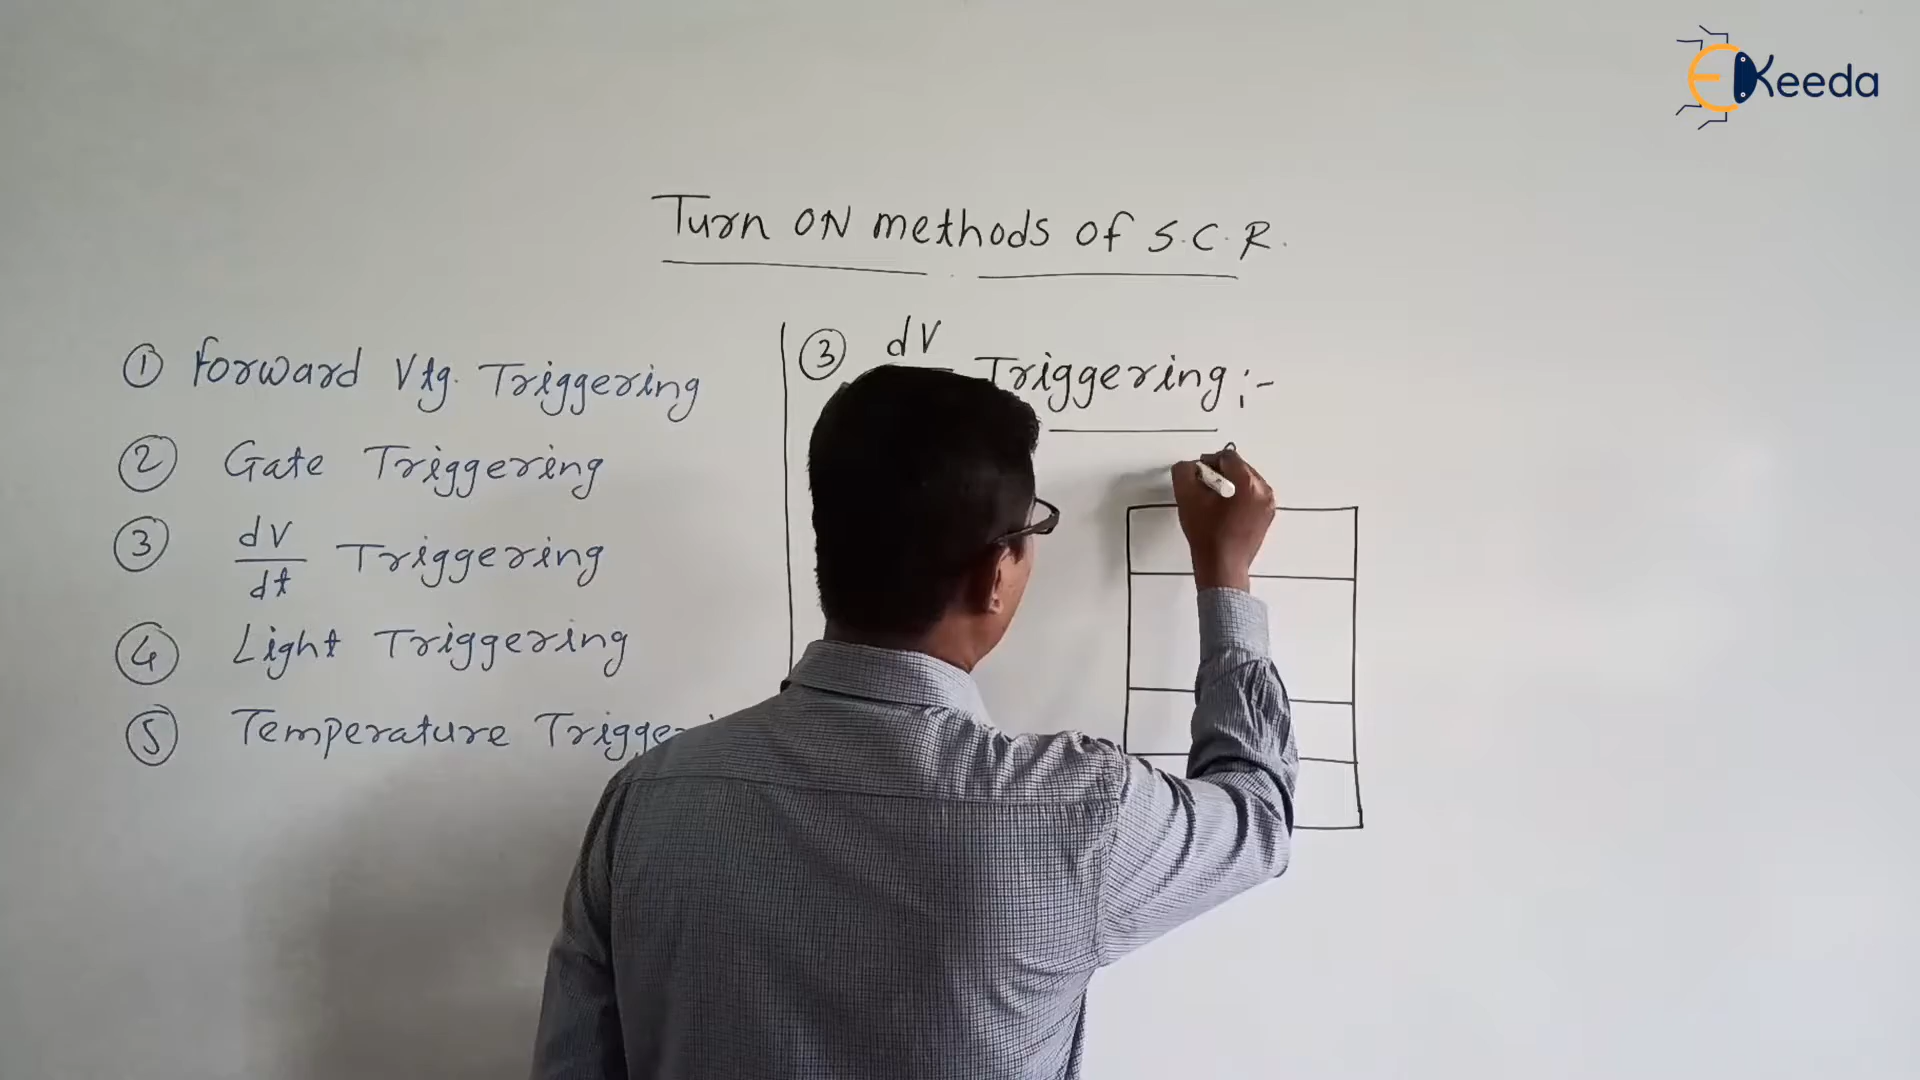 EKeeda
Turn ON methods of S.C.R.
① Forward Vtg. Triggering
② Gate Triggering
③ dV
dt Triggering
④ Light Triggering
⑤ Temperature
③ dV
Triggering :-